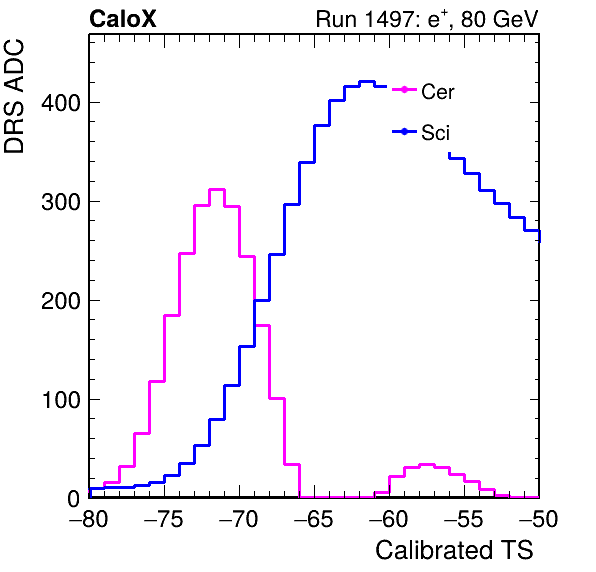 CaloX Run 1497: e⁺, 80 GeV
DRS ADC
400
300
200
100
0
Cer
Sci
−80 −75 −70 −65 −60 −55 −50
Calibrated TS